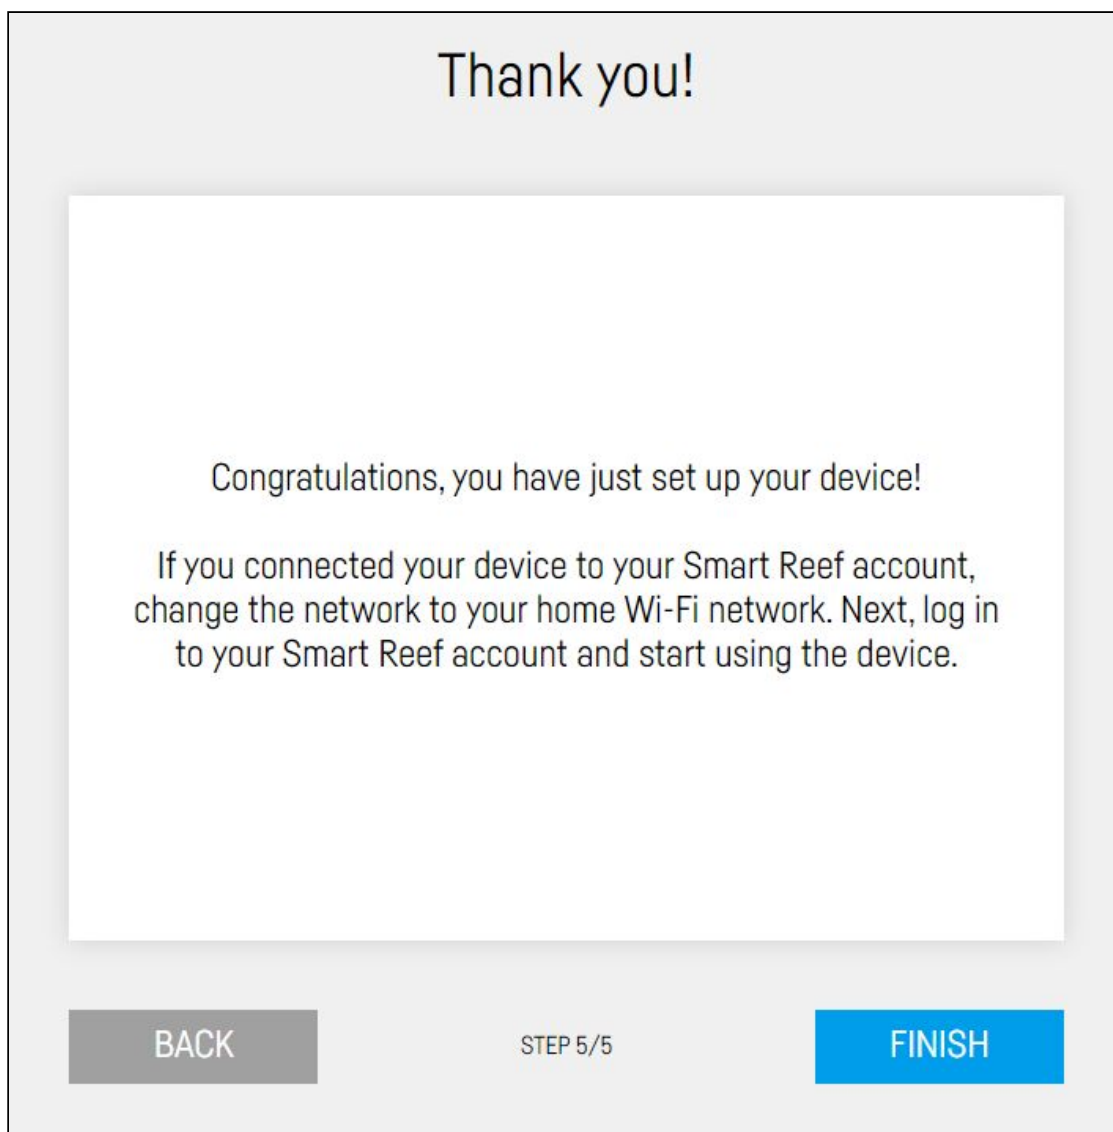 Thank you!
Congratulations, you have just set up your device!
If you connected your device to your Smart Reef account,
change the network to your home Wi-Fi network. Next, log in
to your Smart Reef account and start using the device.
BACK
STEP 5/5
FINISH